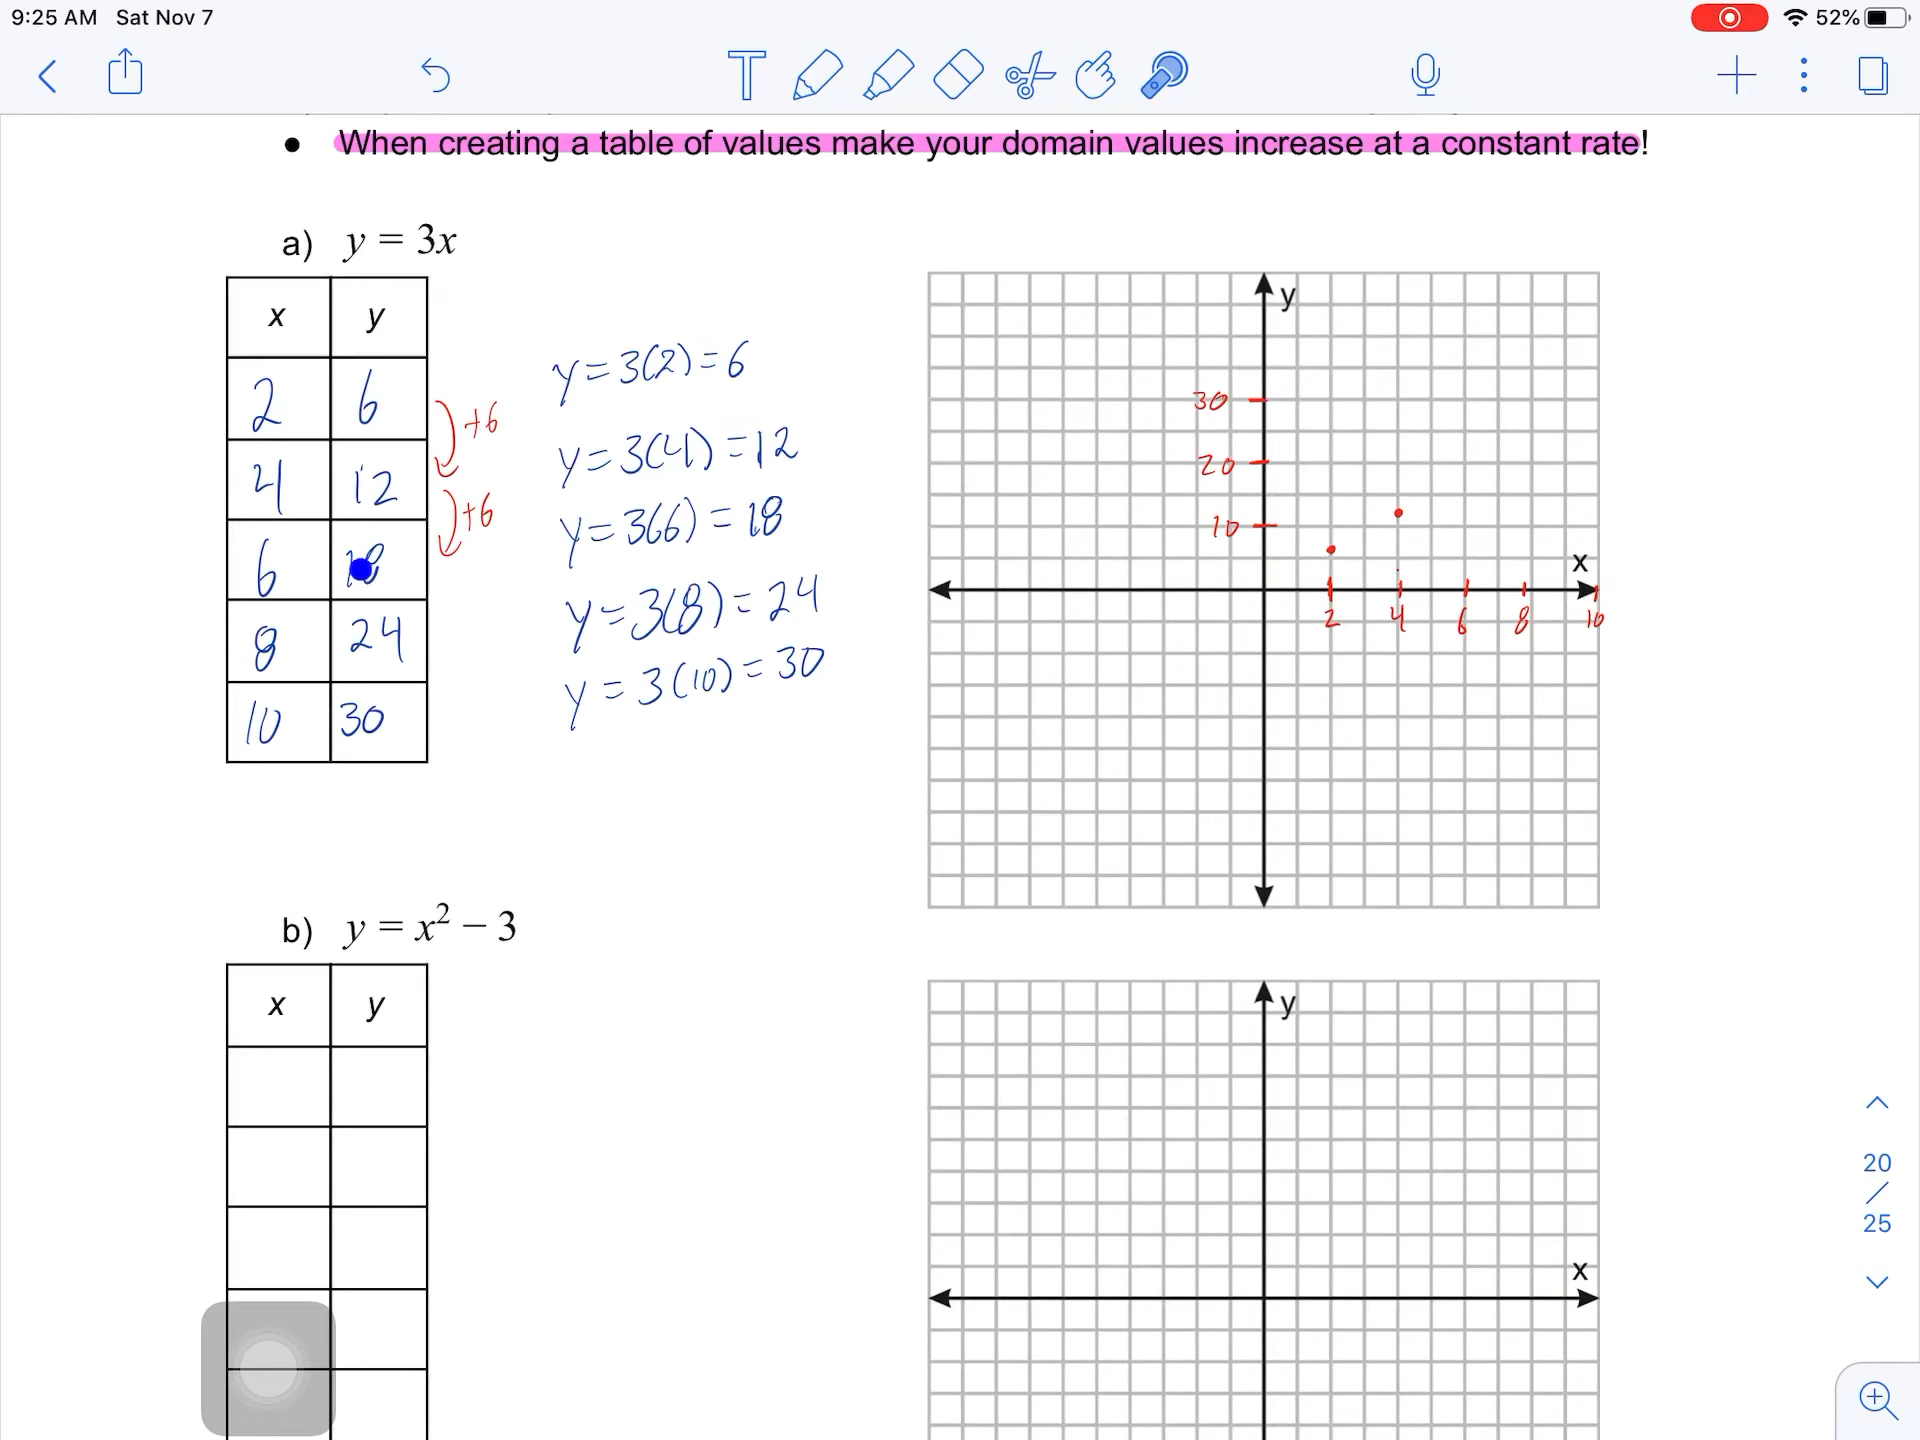 9:25 AM Sat Nov 7
52%
T
● When creating a table of values make your domain values increase at a constant rate!
a) y = 3x
x y
2 6
4 12
6 18
8 24
10 30
+6
+6
y = 3(2) = 6
y = 3(4) = 12
y = 3(6) = 18
y = 3(8) = 24
y = 3(10) = 30
y
30
20
10
x
2 4 6 8 10
b) y = x² − 3
x y
y
x
20
/
25